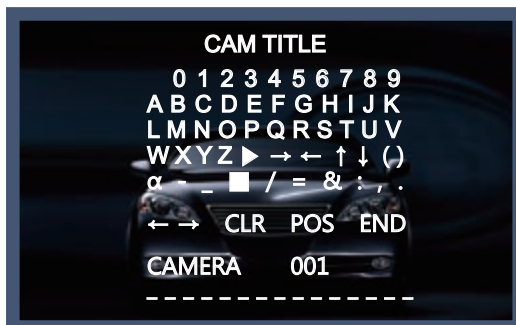 CAM TITLE
0 1 2 3 4 5 6 7 8 9
A B C D E F G H I J K
L M N O P Q R S T U V
W X Y Z ▶ → ← ↑ ↓ ( )
α - _ ■ / = & : , .
← → CLR POS END
CAMERA 001
- - - - - - - - - - - - - - -